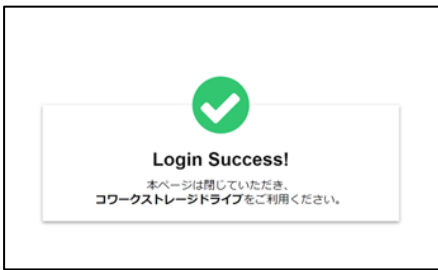 Login Success!
本ページは閉じていただき、
コワークストレージドライブをご利用ください。